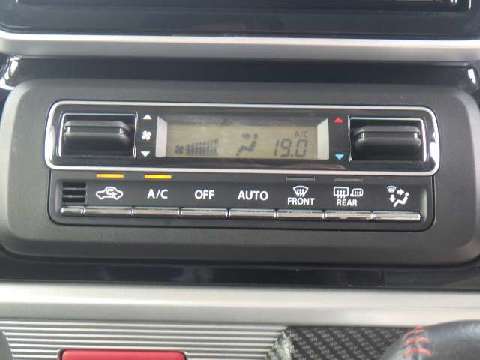 A/C
19.0
A/C OFF AUTO FRONT REAR